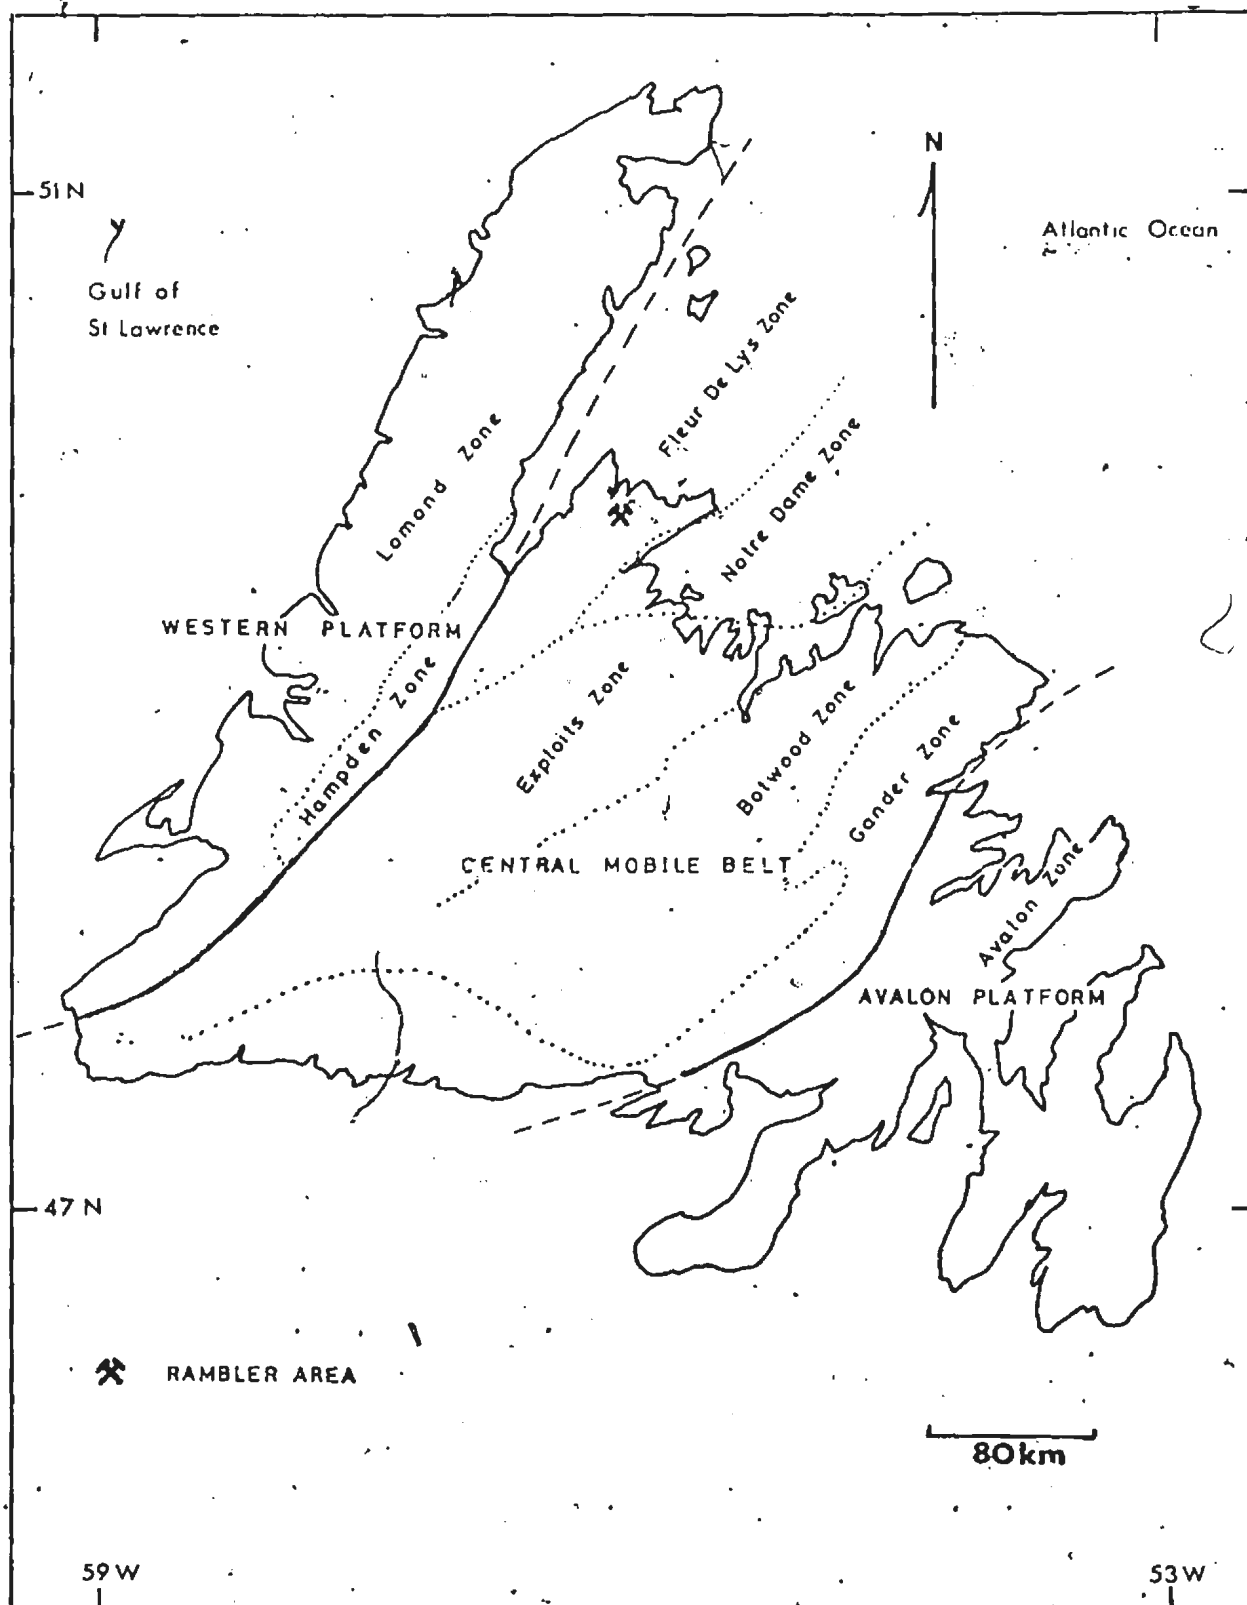 N
51 N
Atlantic Ocean
Gulf of
St Lawrence
Fleur De Lys Zone
Lomond Zone
Notre Dame Zone
WESTERN PLATFORM
Hampden Zone
Exploits Zone
Botwood Zone
Gander Zone
CENTRAL MOBILE BELT
Avalon Zone
AVALON PLATFORM
47 N
RAMBLER AREA
80km
59 W
53 W